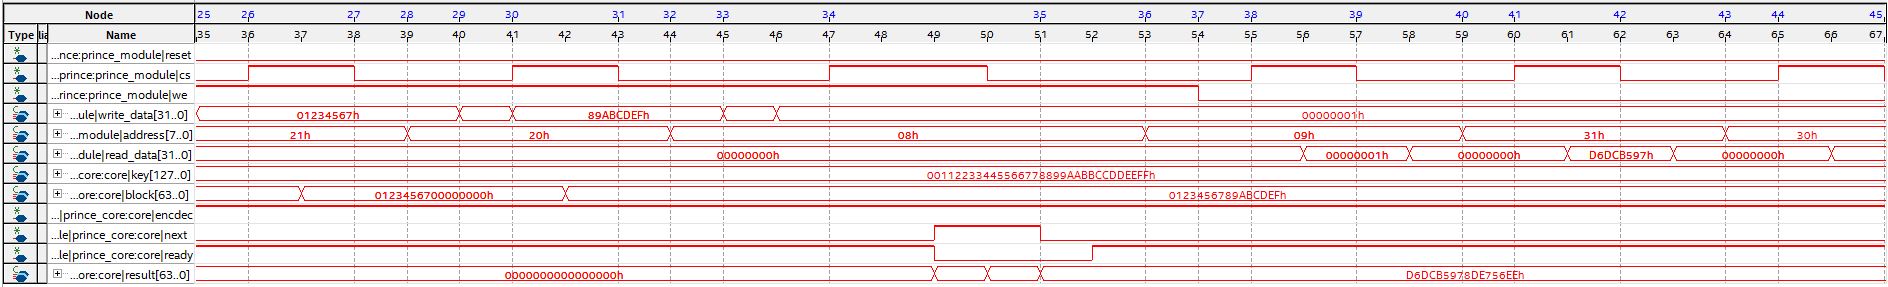 Node 25 26 27 28 29 30 31 32 33 34 35 36 37 38 39 40 41 42 43 44 45
Type Alia Name 35 36 37 38 39 40 41 42 43 44 45 46 47 48 49 50 51 52 53 54 55 56 57 58 59 60 61 62 63 64 65 66 67
...nce:prince_module|reset
...prince:prince_module|cs
...rince:prince_module|we
...ule|write_data[31..0] 01234567h 89ABCDEFh 00000001h
...module|address[7..0] 21h 20h 08h 09h 31h 30h
...dule|read_data[31..0] 00000000h 00000001h 00000000h D6DCB597h 00000000h
...core:core|key[127..0] 00112233445566778899AABBCCDDEEFFh
...ore:core|block[63..0] 0123456700000000h 0123456789ABCDEFh
...|prince_core:core|encdec
...le|prince_core:core|next
...le|prince_core:core|ready
...ore:core|result[63..0] 0000000000000000h D6DCB5978DE756EEh